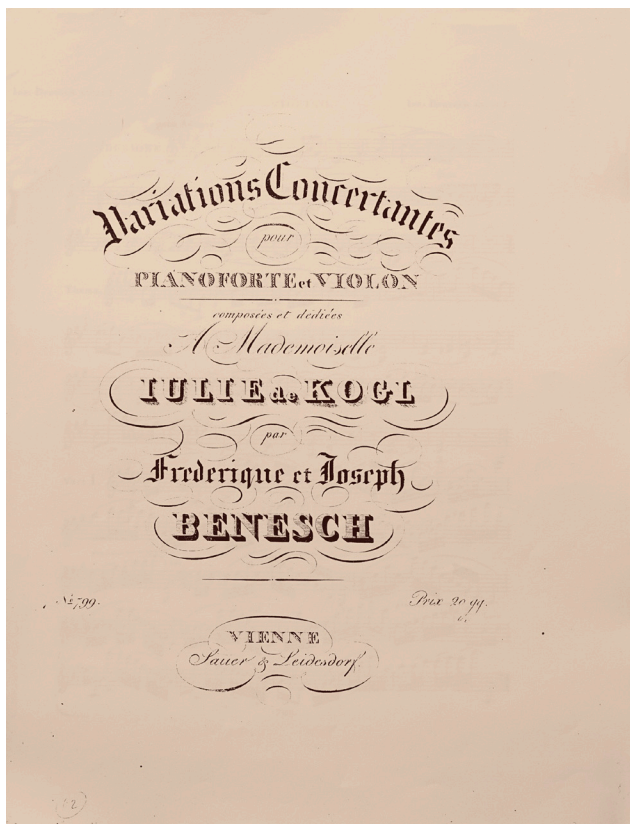 Variations Concertantes
pour
PIANOFORTE et VIOLON
composées et dédiées
A Mademoiselle
IULIE de KOGL
par
Frederique et Joseph
BENESCH
No 799.
Prix 20 gg.
VIENNE
Sauer & Leidesdorf.